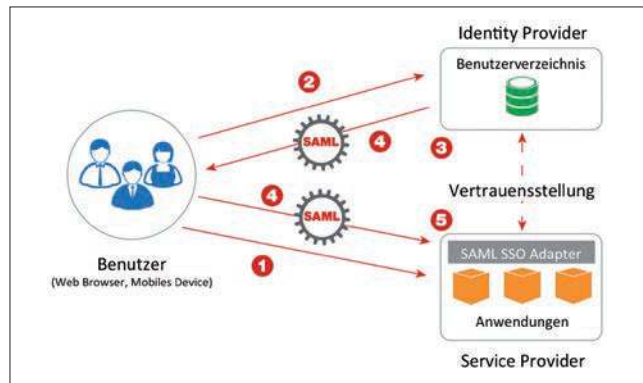 Identity Provider
Benutzerverzeichnis
2
SAML
4
3
Vertrauensstellung
4
SAML
5
1
SAML SSO Adapter
Benutzer
(Web Browser, Mobiles Device)
Anwendungen
Service Provider